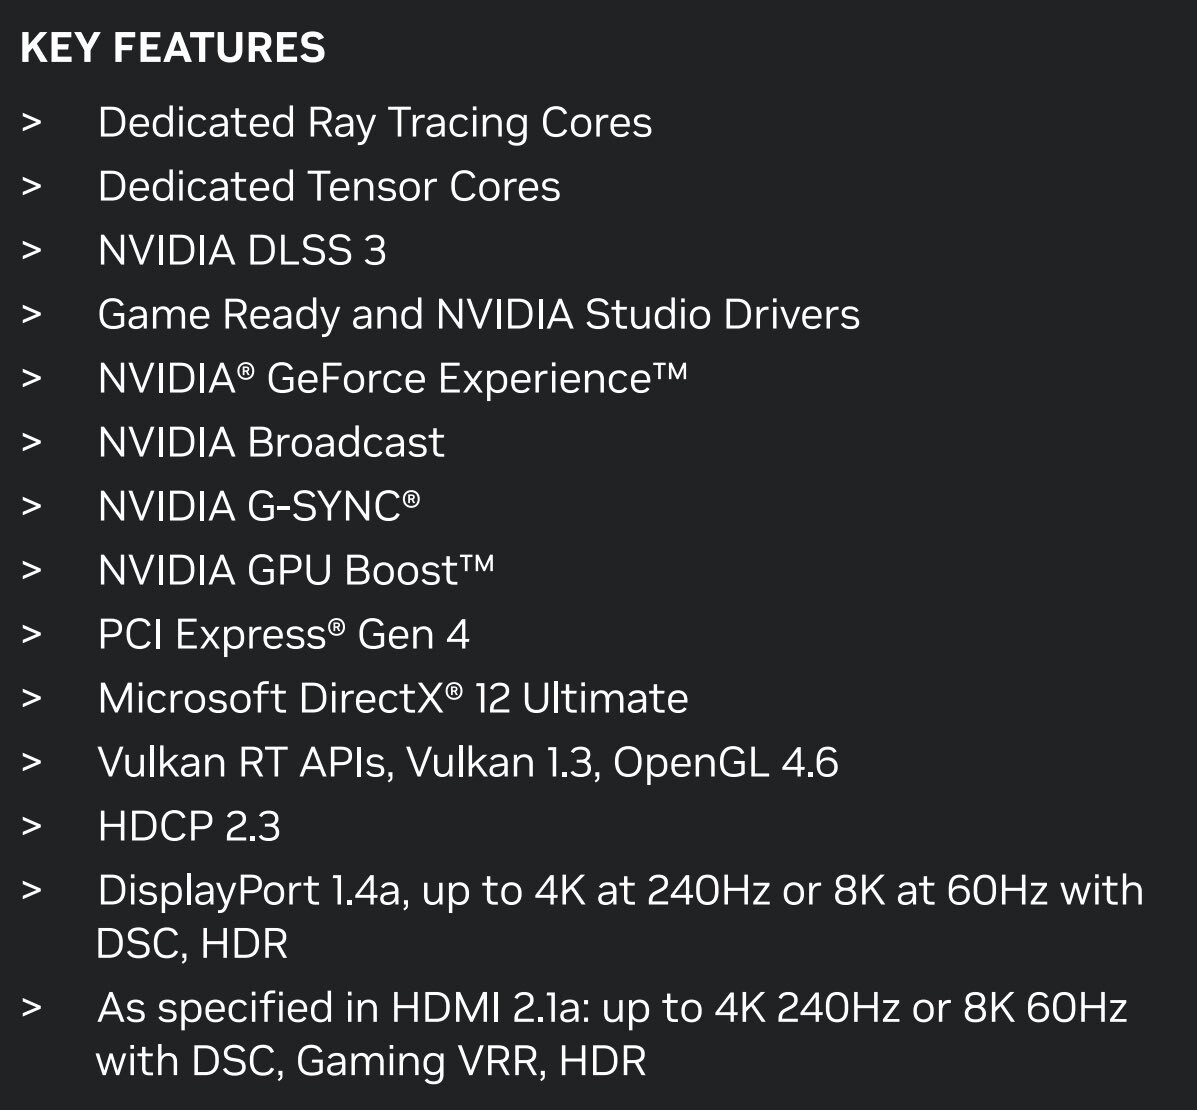 KEY FEATURES
> Dedicated Ray Tracing Cores
> Dedicated Tensor Cores
> NVIDIA DLSS 3
> Game Ready and NVIDIA Studio Drivers
> NVIDIA® GeForce Experience™
> NVIDIA Broadcast
> NVIDIA G-SYNC®
> NVIDIA GPU Boost™
> PCI Express® Gen 4
> Microsoft DirectX® 12 Ultimate
> Vulkan RT APIs, Vulkan 1.3, OpenGL 4.6
> HDCP 2.3
> DisplayPort 1.4a, up to 4K at 240Hz or 8K at 60Hz with
DSC, HDR
> As specified in HDMI 2.1a: up to 4K 240Hz or 8K 60Hz
with DSC, Gaming VRR, HDR